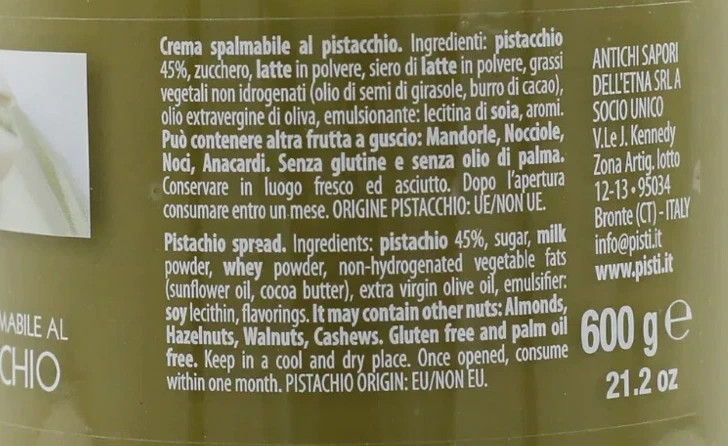 Crema spalmabile al pistacchio. Ingredienti: pistacchio
45%, zucchero, latte in polvere, siero di latte in polvere, grassi
vegetali non idrogenati (olio di semi di girasole, burro di cacao),
olio extravergine di oliva, emulsionante: lecitina di soia, aromi.
Può contenere altra frutta a guscio: Mandorle, Nocciole,
Noci, Anacardi. Senza glutine e senza olio di palma.
Conservare in luogo fresco ed asciutto. Dopo l'apertura
consumare entro un mese. ORIGINE PISTACCHIO: UE/NON UE.
Pistachio spread. Ingredients: pistachio 45%, sugar, milk
powder, whey powder, non-hydrogenated vegetable fats
(sunflower oil, cocoa butter), extra virgin olive oil, emulsifier:
soy lecithin, flavorings. It may contain other nuts: Almonds,
Hazelnuts, Walnuts, Cashews. Gluten free and palm oil
free. Keep in a cool and dry place. Once opened, consume
within one month. PISTACHIO ORIGIN: EU/NON EU.
ANTICHI SAPORI
DELL'ETNA SRL A
SOCIO UNICO
V.Le J. Kennedy
Zona Artig. lotto
12-13 • 95034
Bronte (CT) - ITALY
info@pisti.it
www.pisti.it
600 g e
21.2 oz
MABILE AL
CHIO